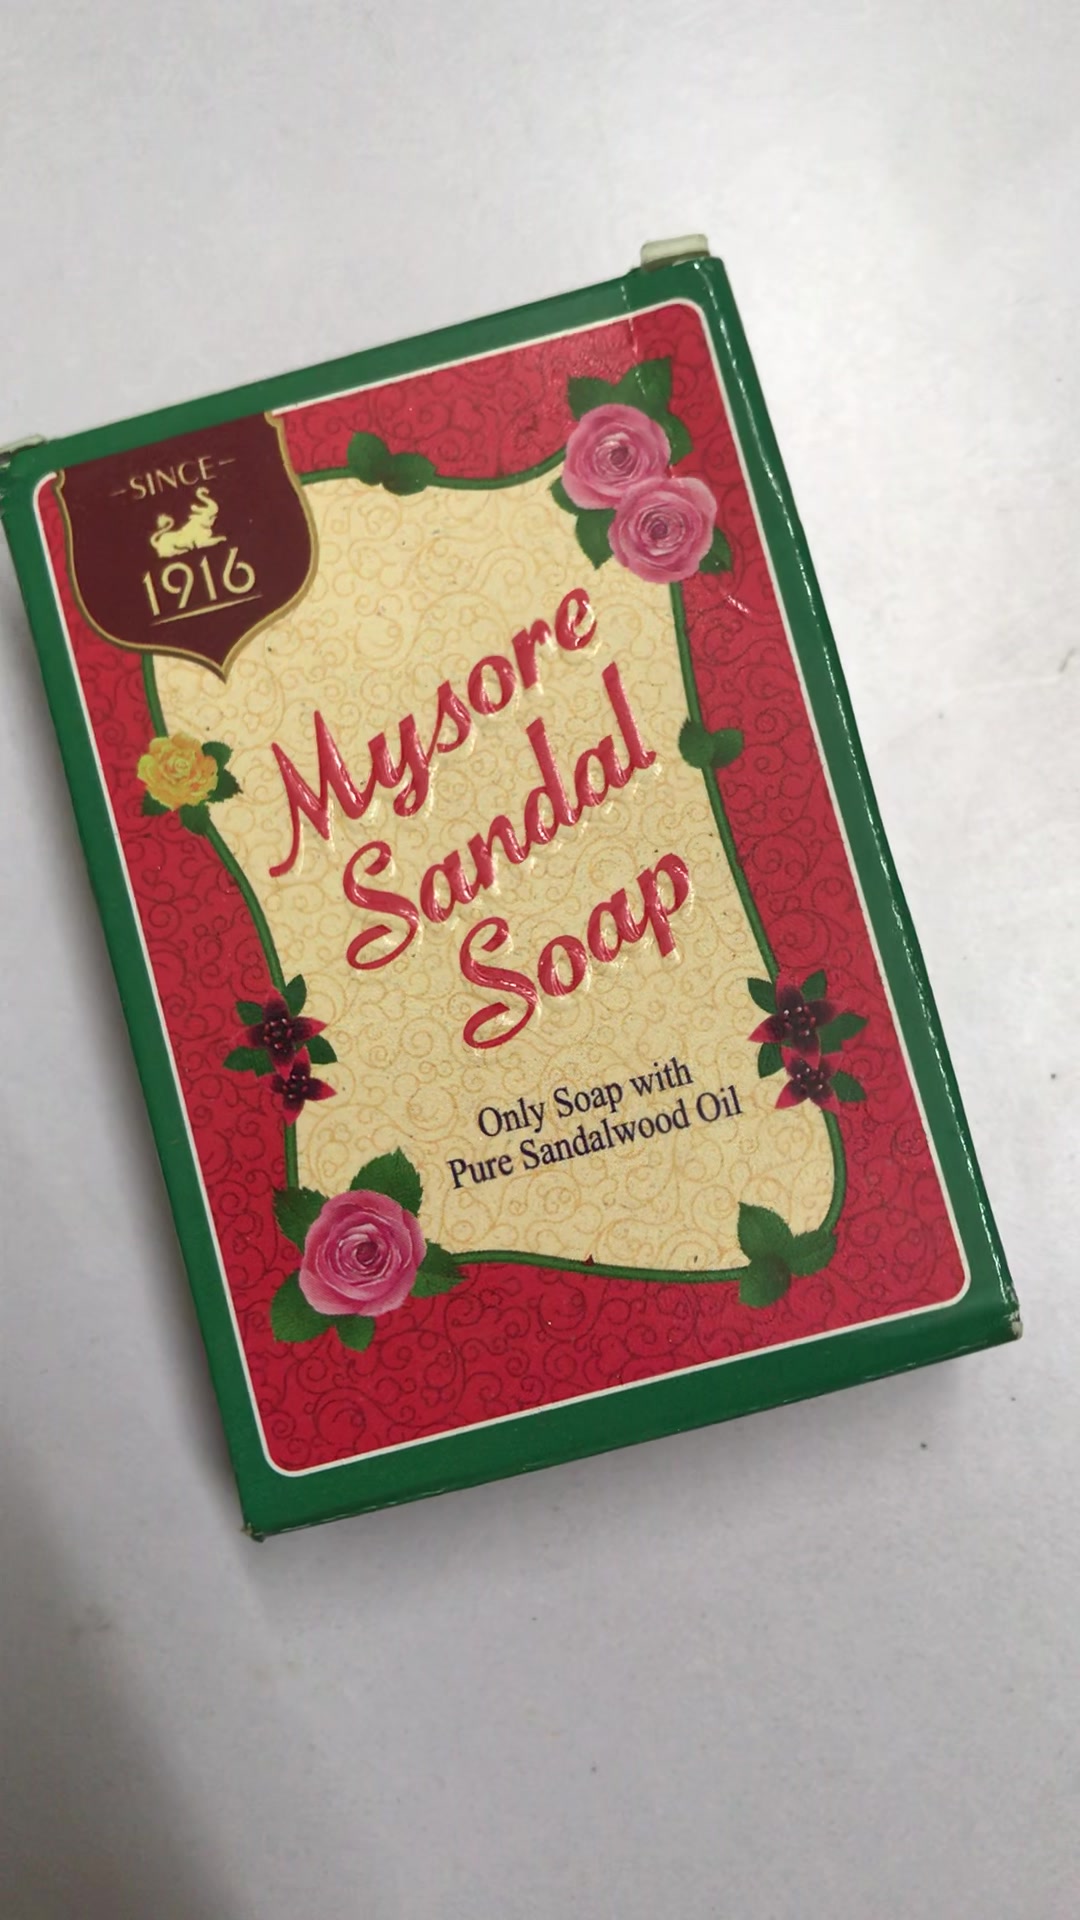 -SINCE-
1916
Mysore
Sandal
Soap
Only Soap with
Pure Sandalwood Oil